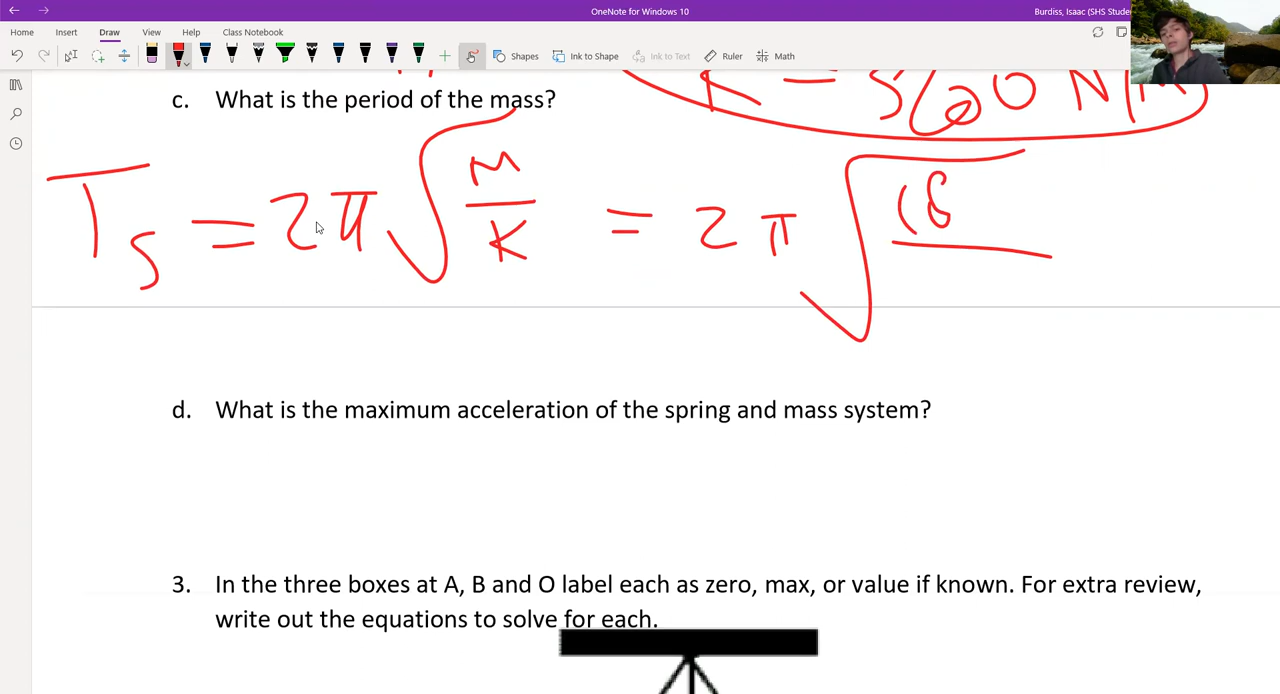 OneNote for Windows 10
Burdiss, Isaac (SHS Stude
Home Insert Draw View Help Class Notebook
Shapes Ink to Shape Ink to Text Ruler Math
c. What is the period of the mass?
K = 560 N/M
Ts = 2π√(M/K) = 2π√(16/
d. What is the maximum acceleration of the spring and mass system?
3. In the three boxes at A, B and O label each as zero, max, or value if known. For extra review,
write out the equations to solve for each.